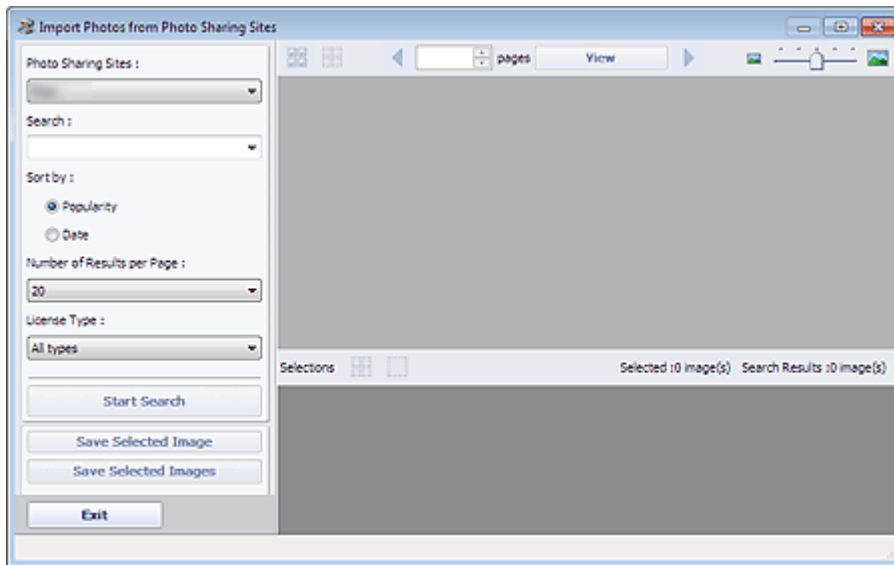 Import Photos from Photo Sharing Sites
Photo Sharing Sites :
Search :
Sort by :
Popularity
Date
Number of Results per Page :
20
License Type :
All types
Start Search
Save Selected Image
Save Selected Images
Exit
pages View
Selections Selected :0 image(s) Search Results :0 image(s)